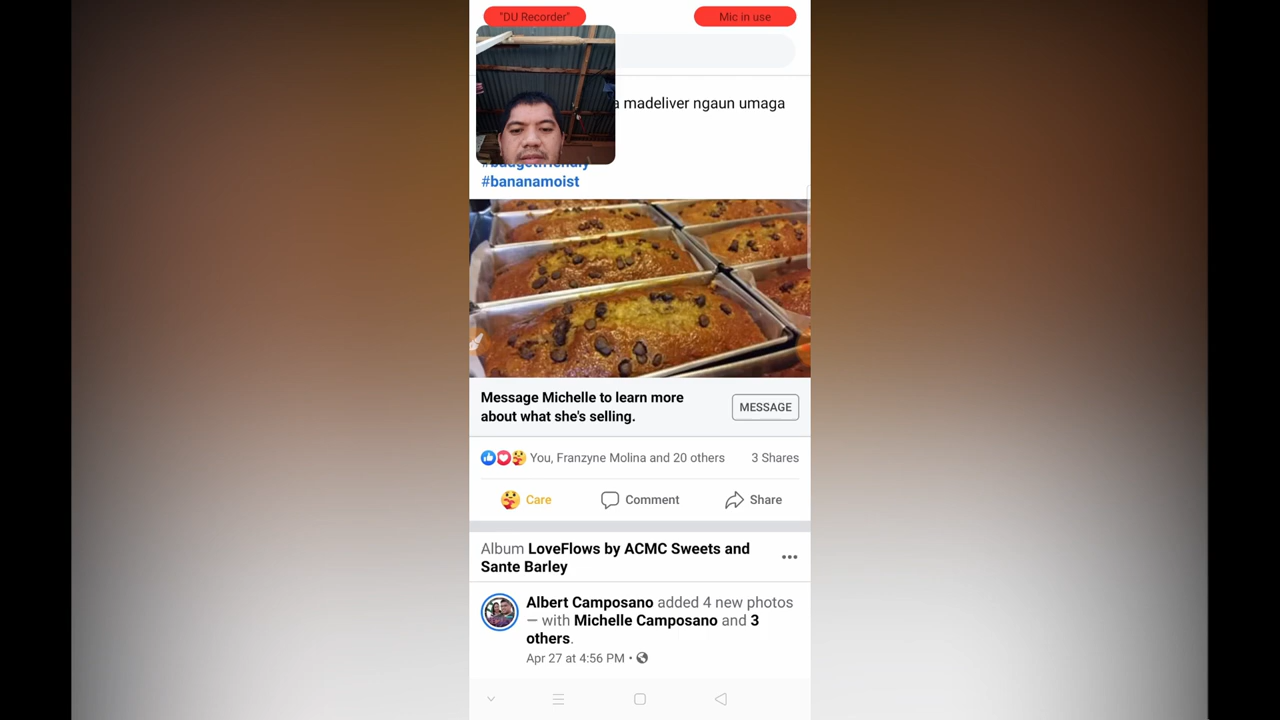 "DU Recorder"
Mic in use
a madeliver ngaun umaga
#budgetfriendly
#bananamoist
Message Michelle to learn more
about what she's selling.
MESSAGE
You, Franzyne Molina and 20 others
3 Shares
Care
Comment
Share
Album LoveFlows by ACMC Sweets and
Sante Barley
Albert Camposano added 4 new photos
— with Michelle Camposano and 3
others.
Apr 27 at 4:56 PM •